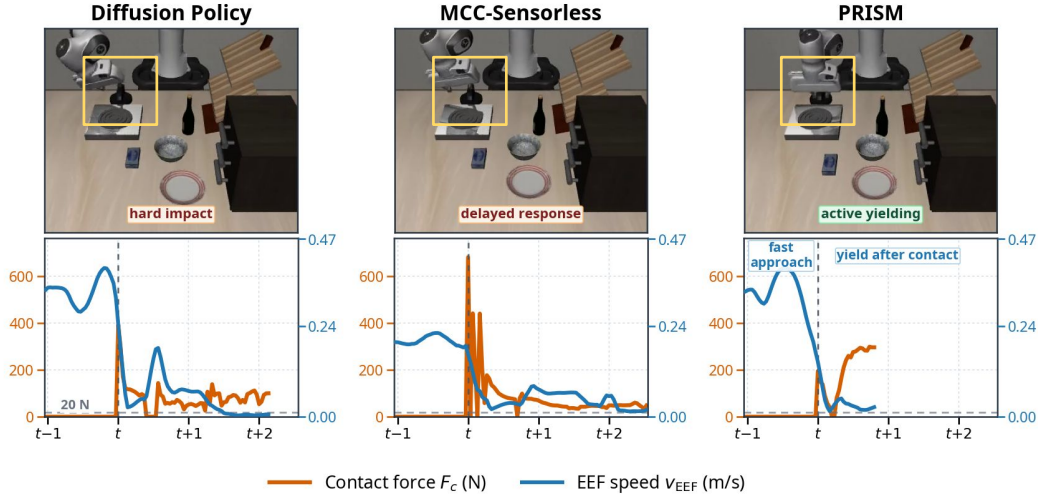 Diffusion Policy
MCC-Sensorless
PRISM
hard impact
delayed response
active yielding
600
400
200
0
20 N
0.47
0.24
0.00
t−1
t
t+1
t+2
600
400
200
0
0.47
0.24
0.00
t−1
t
t+1
t+2
fast
approach
yield after contact
600
400
200
0
0.47
0.24
0.00
t−1
t
t+1
t+2
Contact force Fc (N)
EEF speed vEEF (m/s)